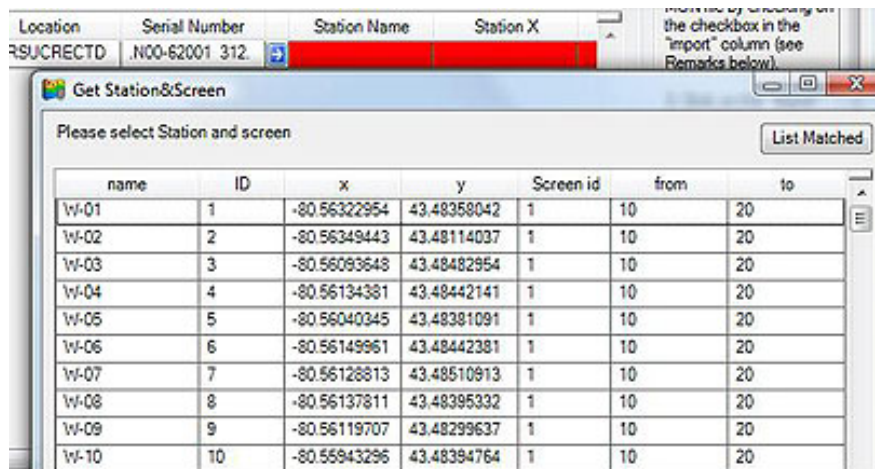 Location Serial Number Station Name Station X
RSUCRECTD .N00-62001 312.
MON file by checking on
the checkbox in the
"import" column (see
Remarks below).
Get Station&Screen
Please select Station and screen
List Matched
name ID x y Screen id from to
W-01 1 -80.56322954 43.48358042 1 10 20
W-02 2 -80.56349443 43.48114037 1 10 20
W-03 3 -80.56093648 43.48482954 1 10 20
W-04 4 -80.56134381 43.48442141 1 10 20
W-05 5 -80.56040345 43.48381091 1 10 20
W-06 6 -80.56149961 43.48442381 1 10 20
W-07 7 -80.56128813 43.48510913 1 10 20
W-08 8 -80.56137811 43.48395332 1 10 20
W-09 9 -80.56119707 43.48299637 1 10 20
W-10 10 -80.55943296 43.48394764 1 10 20